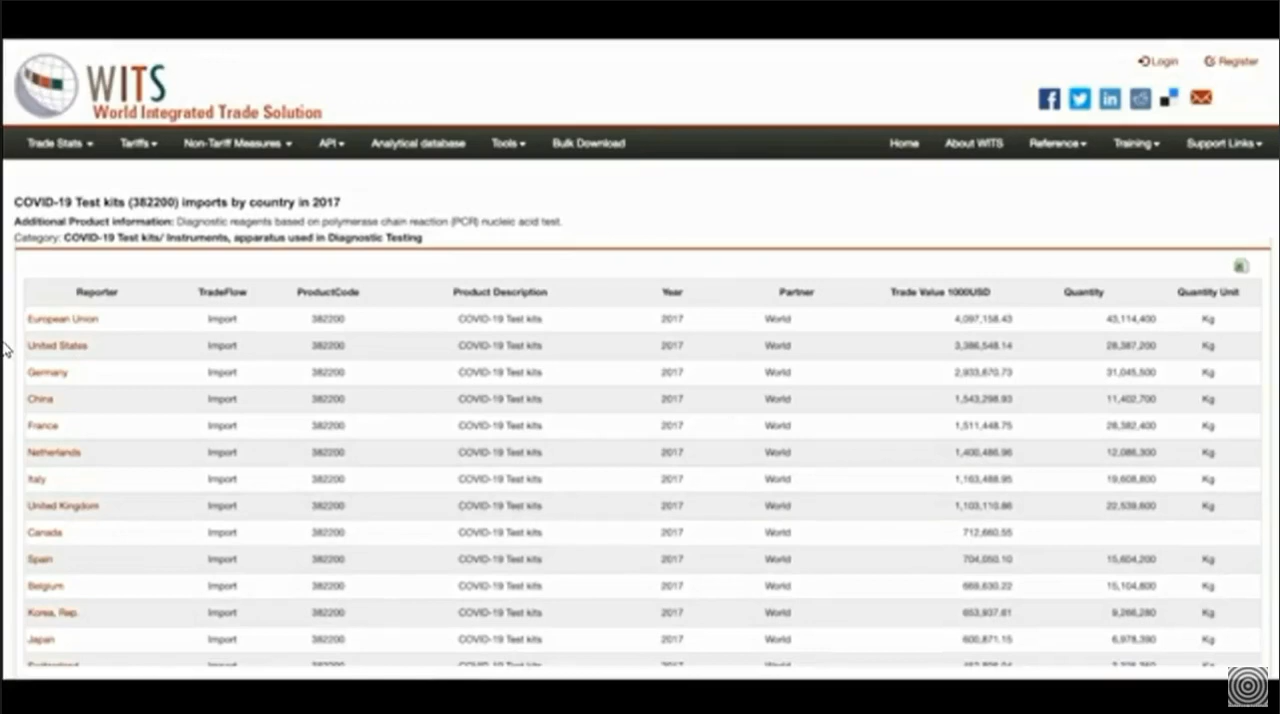 Login Register
WITS
World Integrated Trade Solution
Trade Stats Tariffs Non-Tariff Measures API Analytical database Tools Bulk Download Home About WITS Reference Training Support Links
COVID-19 Test kits (382200) imports by country in 2017
Additional Product information: Diagnostic reagents based on polymerase chain reaction (PCR) nucleic acid test.
Category: COVID-19 Test kits/ Instruments, apparatus used in Diagnostic Testing
Reporter TradeFlow ProductCode Product Description Year Partner Trade Value 1000USD Quantity Quantity Unit
European Union Import 382200 COVID-19 Test kits 2017 World 4,097,158.43 43,114,400 Kg
United States Import 382200 COVID-19 Test kits 2017 World 3,386,548.14 28,387,200 Kg
Germany Import 382200 COVID-19 Test kits 2017 World 2,933,670.73 31,045,500 Kg
China Import 382200 COVID-19 Test kits 2017 World 1,543,298.93 11,402,700 Kg
France Import 382200 COVID-19 Test kits 2017 World 1,511,448.75 28,382,400 Kg
Netherlands Import 382200 COVID-19 Test kits 2017 World 1,400,486.96 12,086,300 Kg
Italy Import 382200 COVID-19 Test kits 2017 World 1,163,488.95 19,608,800 Kg
United Kingdom Import 382200 COVID-19 Test kits 2017 World 1,103,110.86 22,539,600 Kg
Canada Import 382200 COVID-19 Test kits 2017 World 712,660.55
Spain Import 382200 COVID-19 Test kits 2017 World 704,050.10 15,604,200 Kg
Belgium Import 382200 COVID-19 Test kits 2017 World 669,630.22 15,104,800 Kg
Korea, Rep. Import 382200 COVID-19 Test kits 2017 World 653,937.61 9,266,280 Kg
Japan Import 382200 COVID-19 Test kits 2017 World 600,871.15 6,978,390 Kg